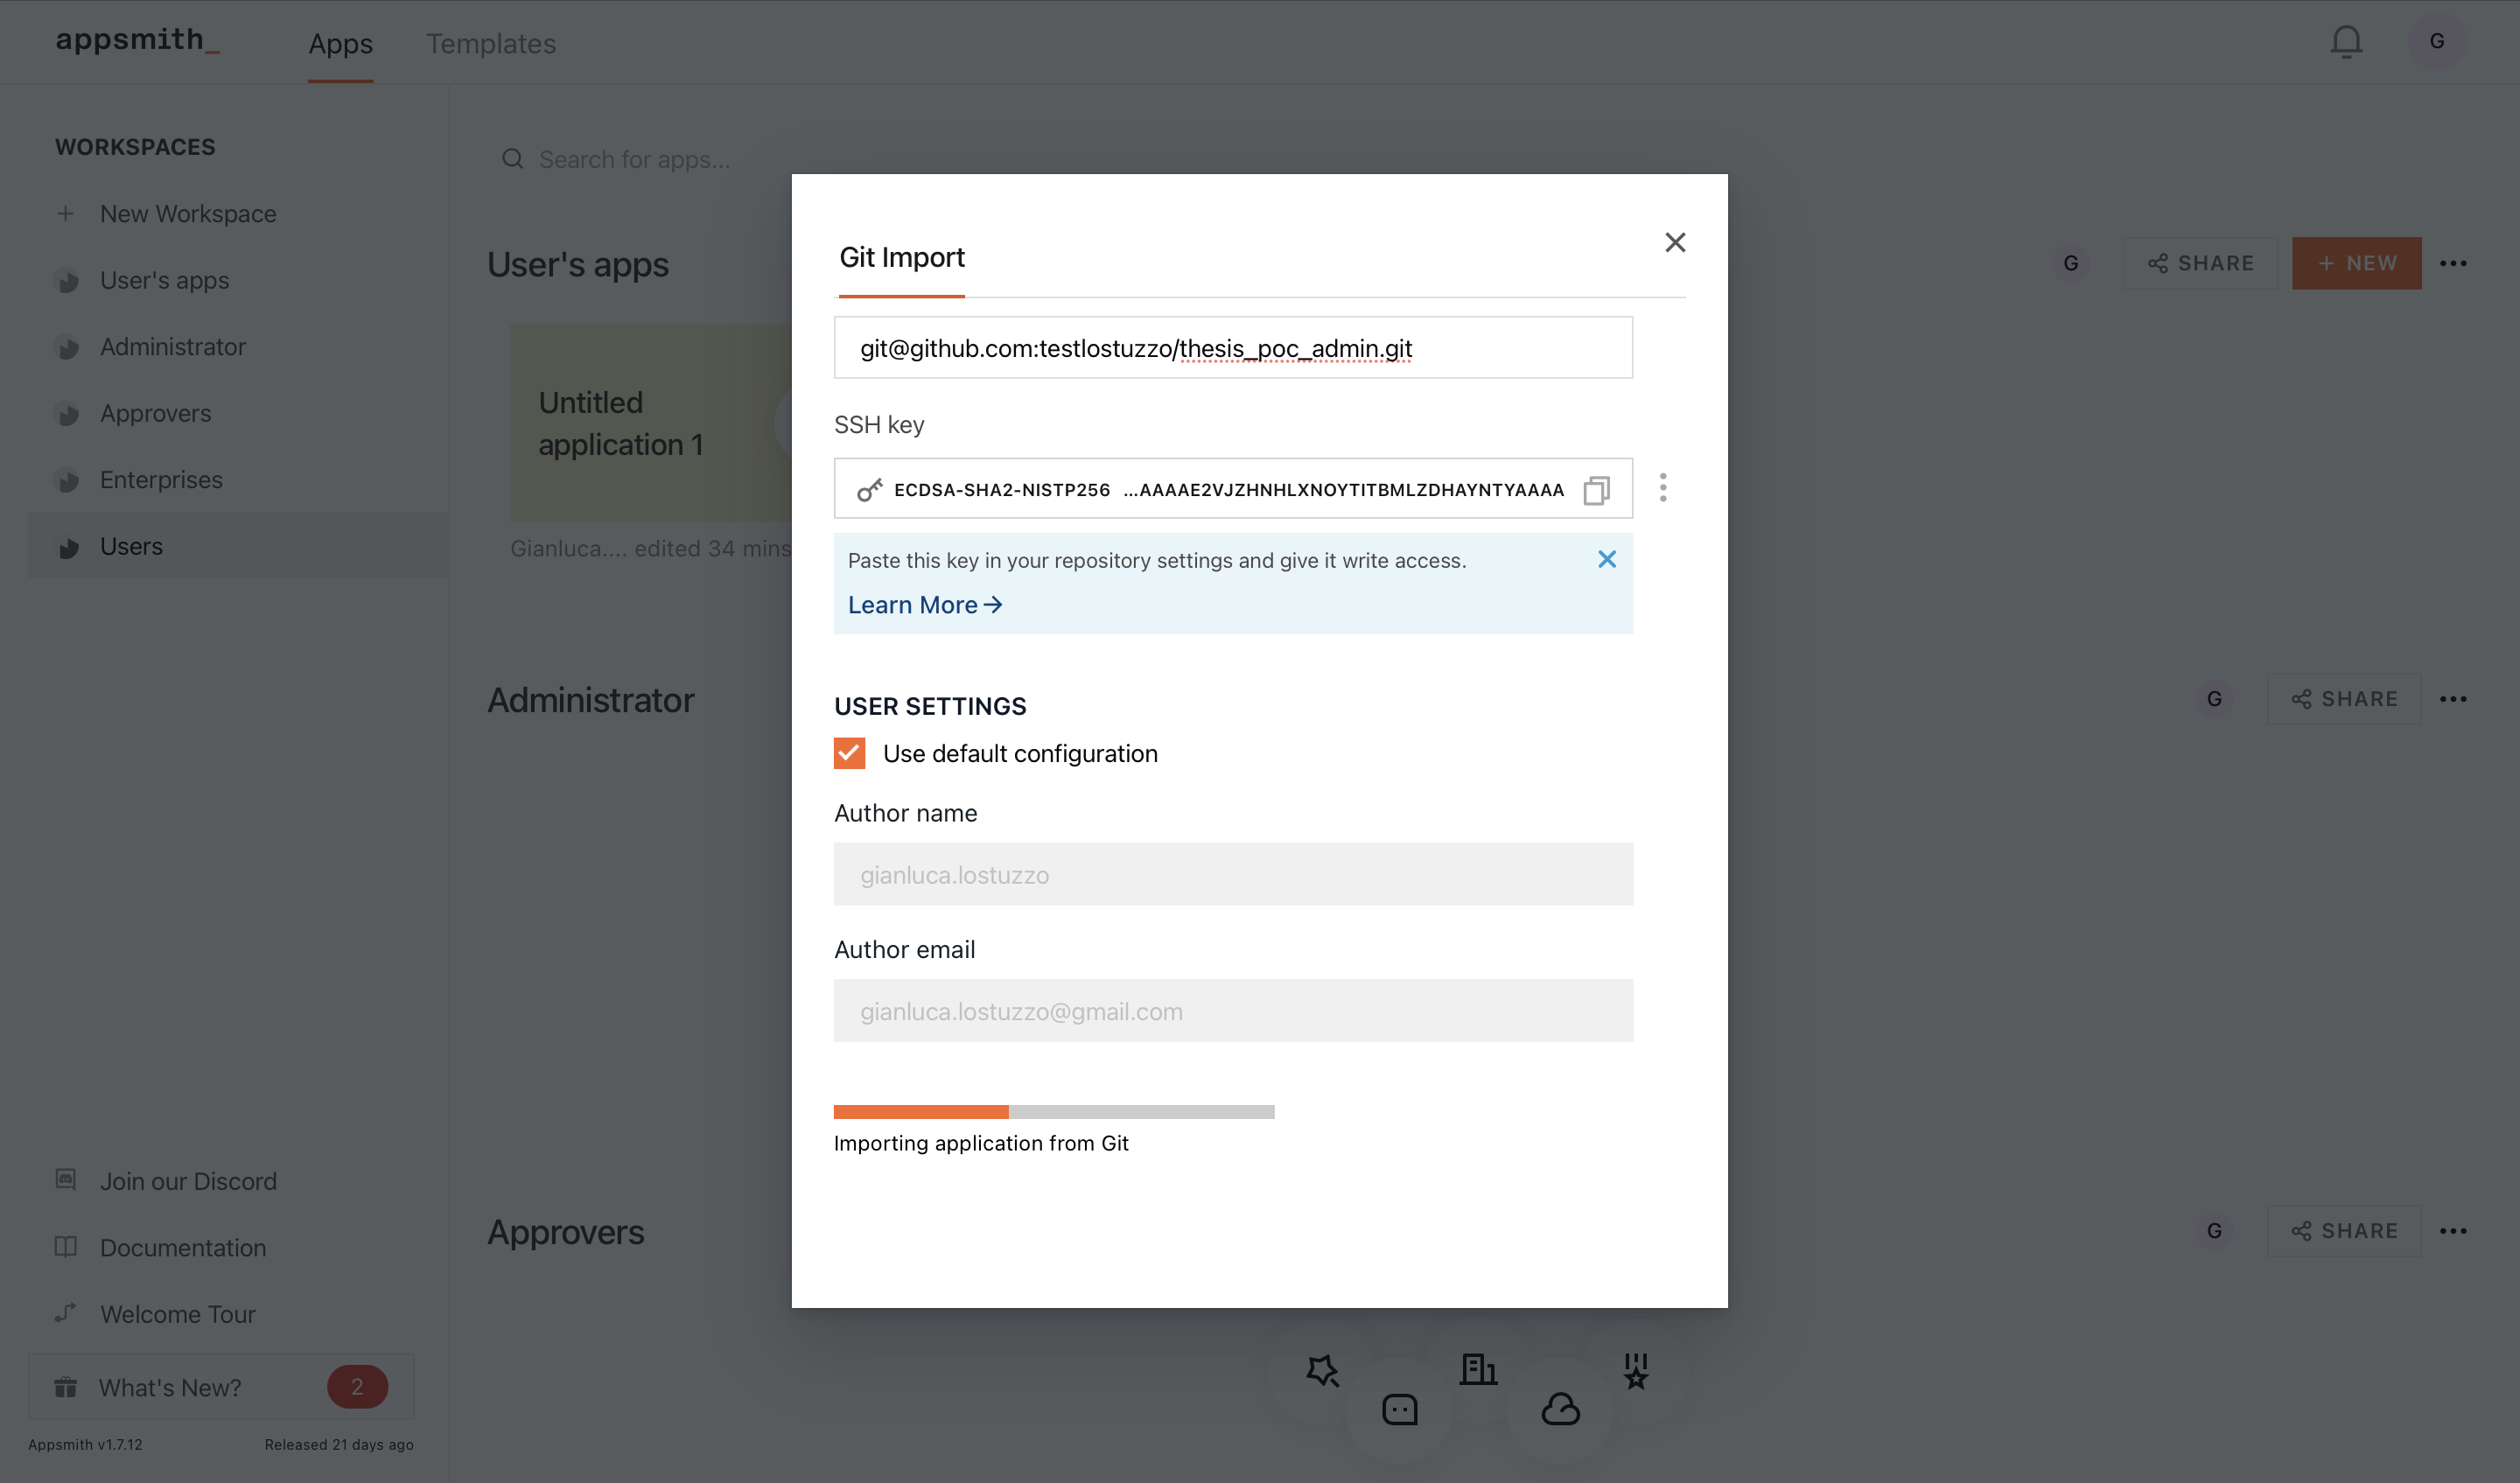 appsmith_
Apps
Templates
G
WORKSPACES
New Workspace
User's apps
Administrator
Approvers
Enterprises
Users
Search for apps...
User's apps
G
SHARE
+ NEW
Untitled
application 1
Gianluca.... edited 34 mins
Administrator
G
SHARE
Approvers
G
SHARE
Git Import
git@github.com:testlostuzzo/thesis_poc_admin.git
SSH key
ECDSA-SHA2-NISTP256 ...AAAAE2VJZHNHLXNOYTITBMLZDHAYNTYAAAA
Paste this key in your repository settings and give it write access.
Learn More
USER SETTINGS
Use default configuration
Author name
gianluca.lostuzzo
Author email
gianluca.lostuzzo@gmail.com
Importing application from Git
Join our Discord
Documentation
Welcome Tour
What's New?
2
Appsmith v1.7.12
Released 21 days ago